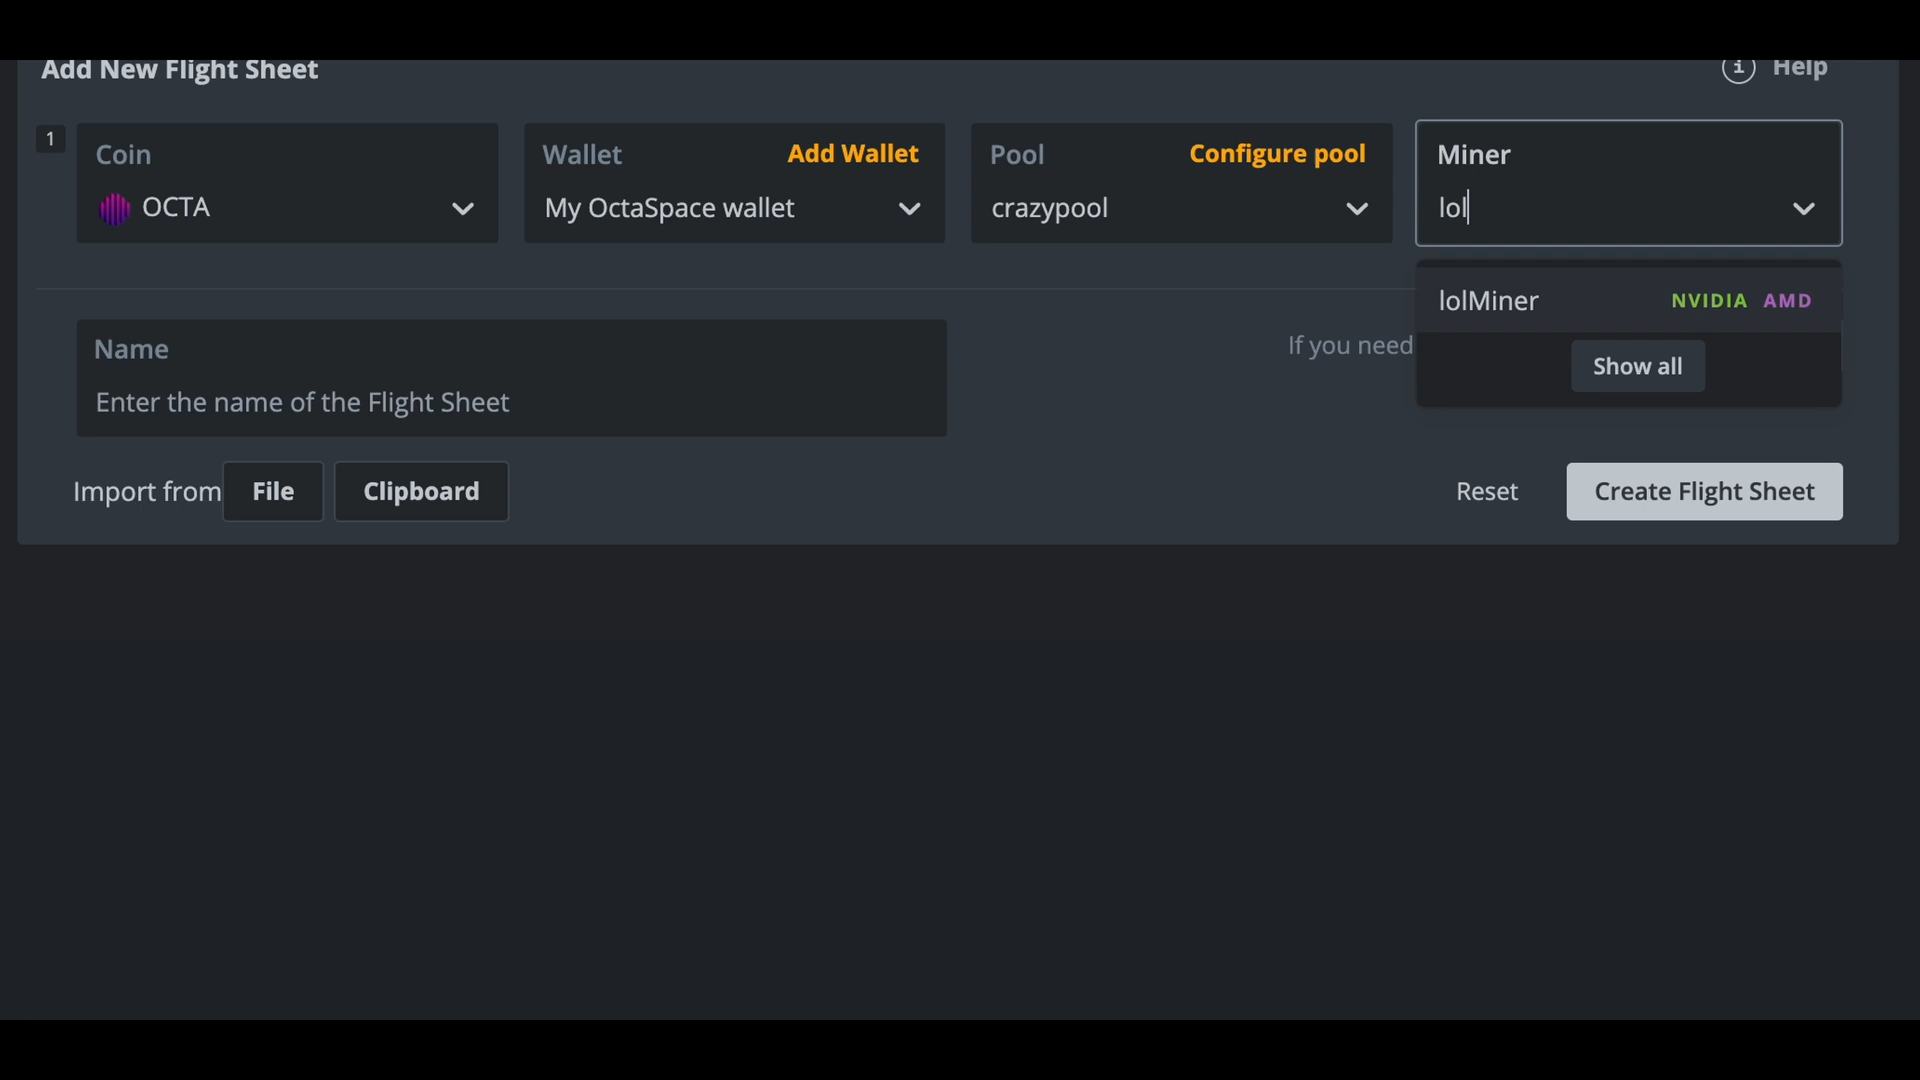 Add New Flight Sheet
Help
1
Coin
OCTA
Wallet
Add Wallet
My OctaSpace wallet
Pool
Configure pool
crazypool
Miner
lol
lolMiner NVIDIA AMD
Show all
Name
Enter the name of the Flight Sheet
If you need
Import from File Clipboard
Reset
Create Flight Sheet